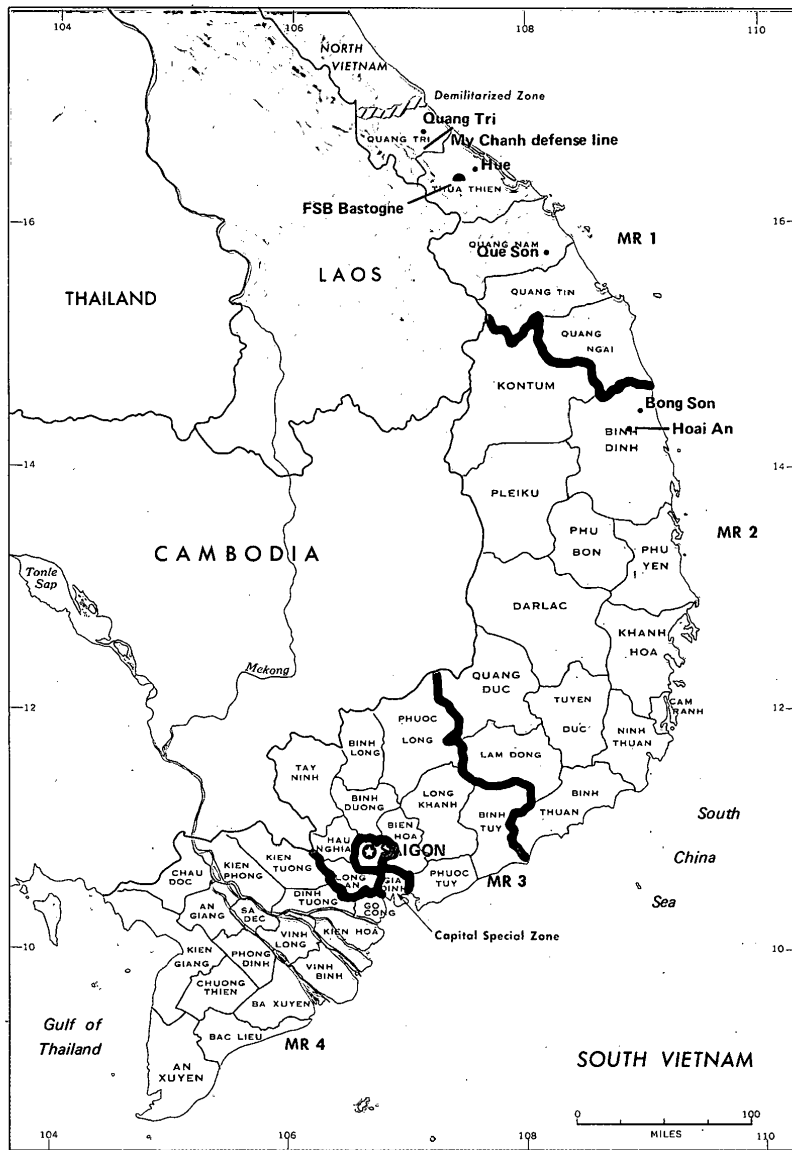 104
106
108
110
NORTH
VIETNAM
Demilitarized Zone
Quang Tri
QUANG TRI
My Chanh defense line
Hue
THUA THIEN
FSB Bastogne
16
16
MR 1
QUANG NAM
Que Son
LAOS
THAILAND
QUANG TIN
QUANG
NGAI
KONTUM
Bong Son
BINH
DINH
Hoai An
14
14
PLEIKU
MR 2
CAMBODIA
PHU
BON
PHU
YEN
Tonle
Sap
DARLAC
KHANH
HOA
Mekong
QUANG
DUC
12
12
TUYEN
DUC
CAM
RANH
NINH
THUAN
PHUOC
LONG
BINH
LONG
LAM DONG
TAY
NINH
BINH
DUONG
LONG
KHANH
BINH
THUAN
BINH
TUY
BIEN
HOA
South
China
Sea
HAU
NGHIA
SAIGON
KIEN
TUONG
KIEN
PHONG
CHAU
DOC
LONG
AN
GIA
DINH
PHUOC
TUY
MR 3
DINH
TUONG
GO
CONG
AN
GIANG
SA
DEC
Capital Special Zone
KIEN HOA
VINH
LONG
10
10
KIEN
GIANG
PHONG
DINH
VINH
BINH
CHUONG
THIEN
BA XUYEN
Gulf of
Thailand
BAC LIEU
MR 4
AN
XUYEN
SOUTH VIETNAM
0
100
MILES
104
106
108
110